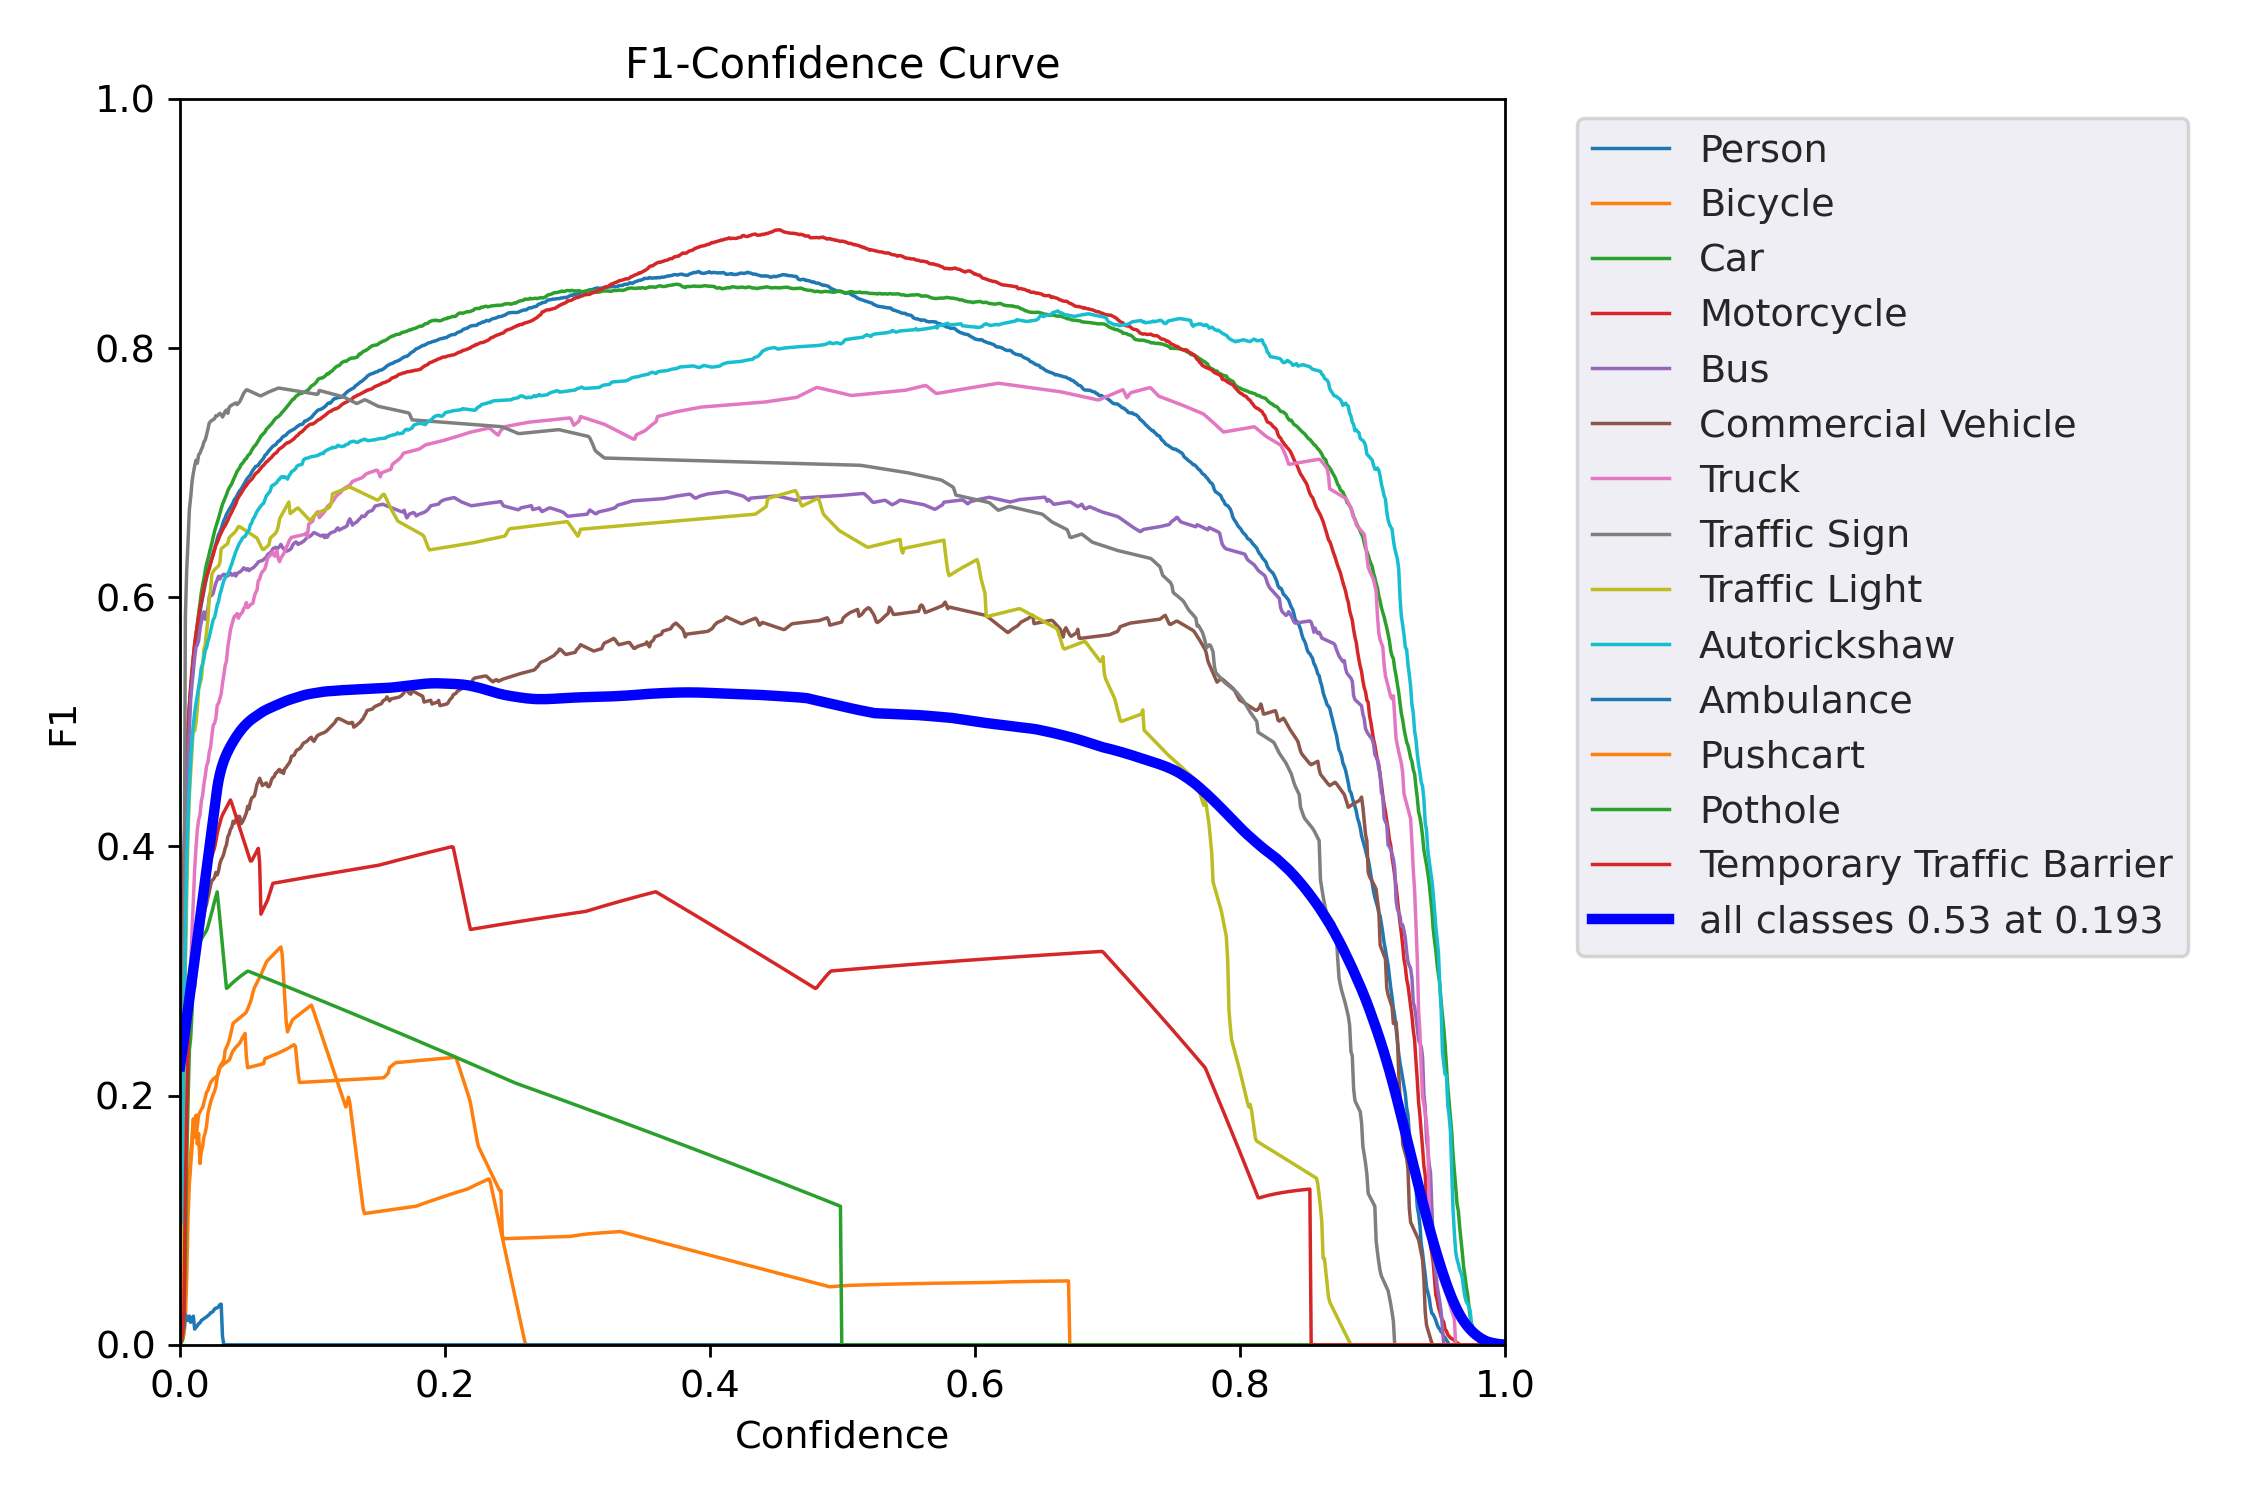 F1-Confidence Curve
1.0
0.8
0.6
0.4
0.2
0.0
F1
0.0 0.2 0.4 0.6 0.8 1.0
Confidence
Person
Bicycle
Car
Motorcycle
Bus
Commercial Vehicle
Truck
Traffic Sign
Traffic Light
Autorickshaw
Ambulance
Pushcart
Pothole
Temporary Traffic Barrier
all classes 0.53 at 0.193